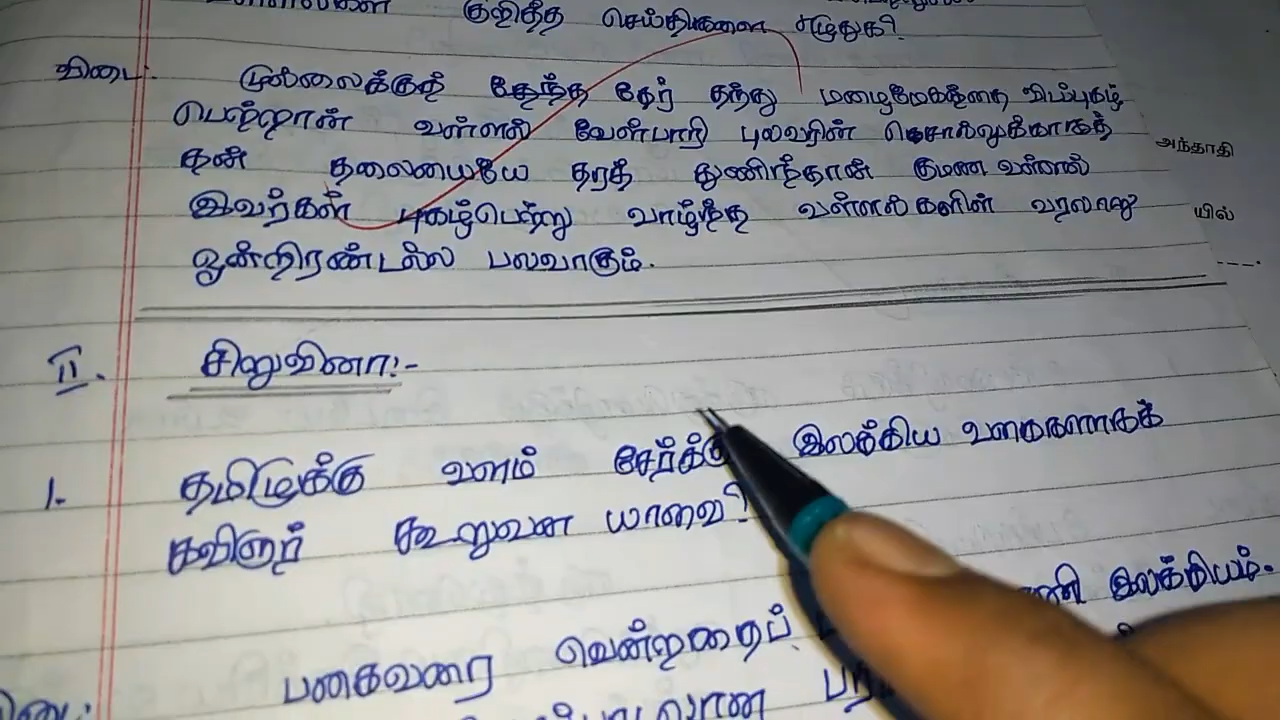 குறித்த செய்திகளை எழுதுக?
விடை: முல்லைக்குத் தேர் தந்து மழைமேகத்தை விடப்புகழ்
பெற்றான் வள்ளல் வேள்பாரி புலவரின் சொல்லுக்காகத்
தன் தலையையே தரத் துணிந்தான் குமண வள்ளல்
இவர்கள் புகழ்பெற்று வாழ்ந்த வள்ளல்களின் வரலாறு
ஒன்றிரண்டல்ல பலவாகும்.
அந்தாதி
யில்
II. சிறுவினா:-
1. தமிழுக்கு வளம் சேர்க்கு இலக்கிய வகைகளாகக்
கவிஞர் கூறுவன யாவை?
பகைவரை வென்றதைப் இலக்கியம்.